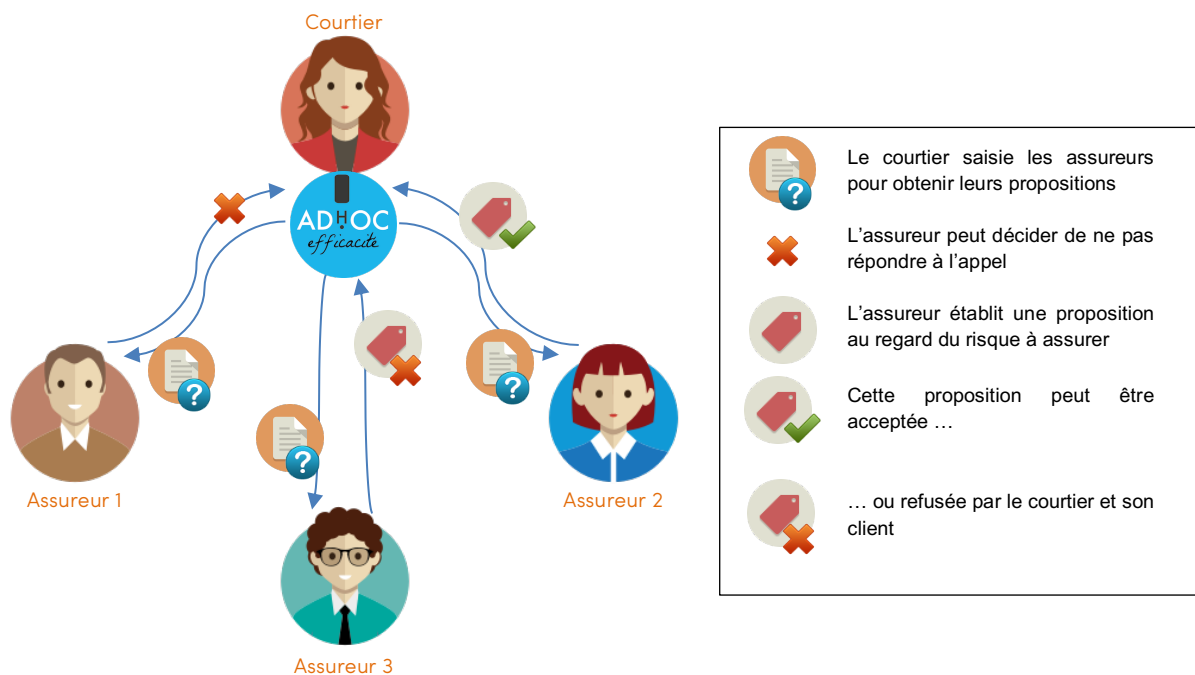 Courtier
ADHOC
efficacité
Assureur 1
Assureur 2
Assureur 3
?
?
?
?
Le courtier saisie les assureurs
pour obtenir leurs propositions
L’assureur peut décider de ne pas
répondre à l’appel
L’assureur établit une proposition
au regard du risque à assurer
Cette proposition peut être
acceptée …
… ou refusée par le courtier et son
client